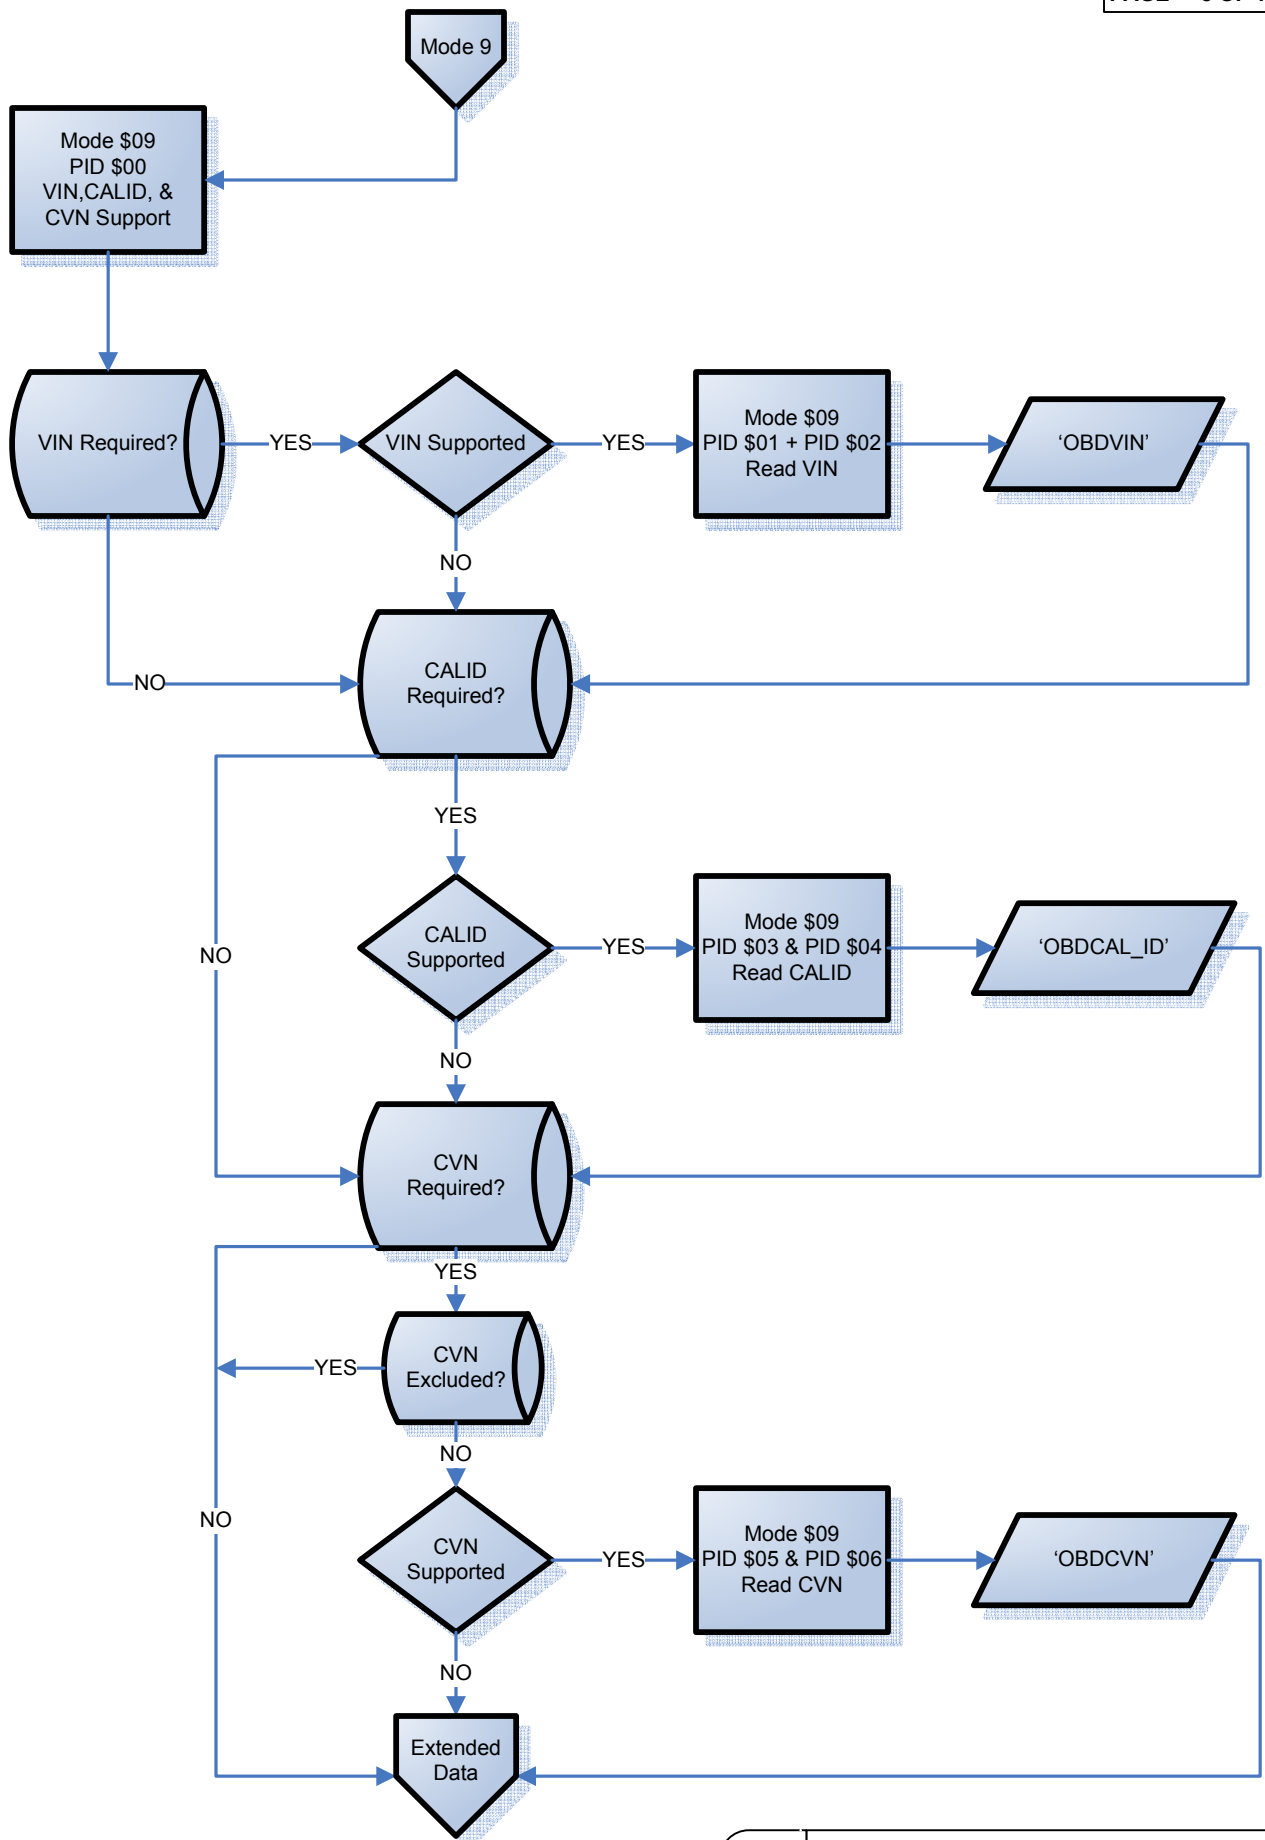 Mode 9
Mode $09
PID $00
VIN,CALID, &
CVN Support
VIN Required?
YES
VIN Supported
YES
Mode $09
PID $01 + PID $02
Read VIN
‘OBDVIN’
NO
NO
CALID
Required?
YES
NO
CALID
Supported
YES
Mode $09
PID $03 & PID $04
Read CALID
‘OBDCAL_ID’
NO
CVN
Required?
YES
CVN
Excluded?
YES
NO
NO
CVN
Supported
YES
Mode $09
PID $05 & PID $06
Read CVN
‘OBDCVN’
NO
Extended
Data